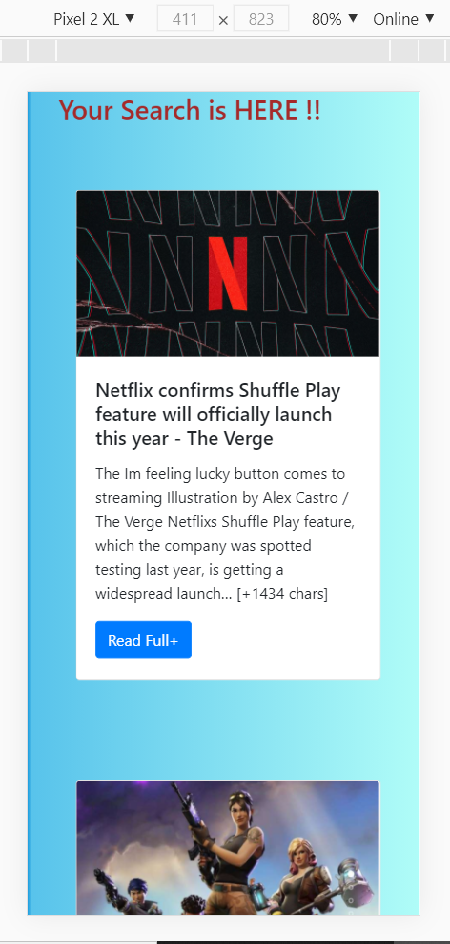 Pixel 2 XL ▼ 411 × 823 80% ▼ Online ▼
Your Search is HERE !!
N N N N N
Netflix confirms Shuffle Play
feature will officially launch
this year - The Verge
The Im feeling lucky button comes to
streaming Illustration by Alex Castro /
The Verge Netflixs Shuffle Play feature,
which the company was spotted
testing last year, is getting a
widespread launch... [+1434 chars]
Read Full+